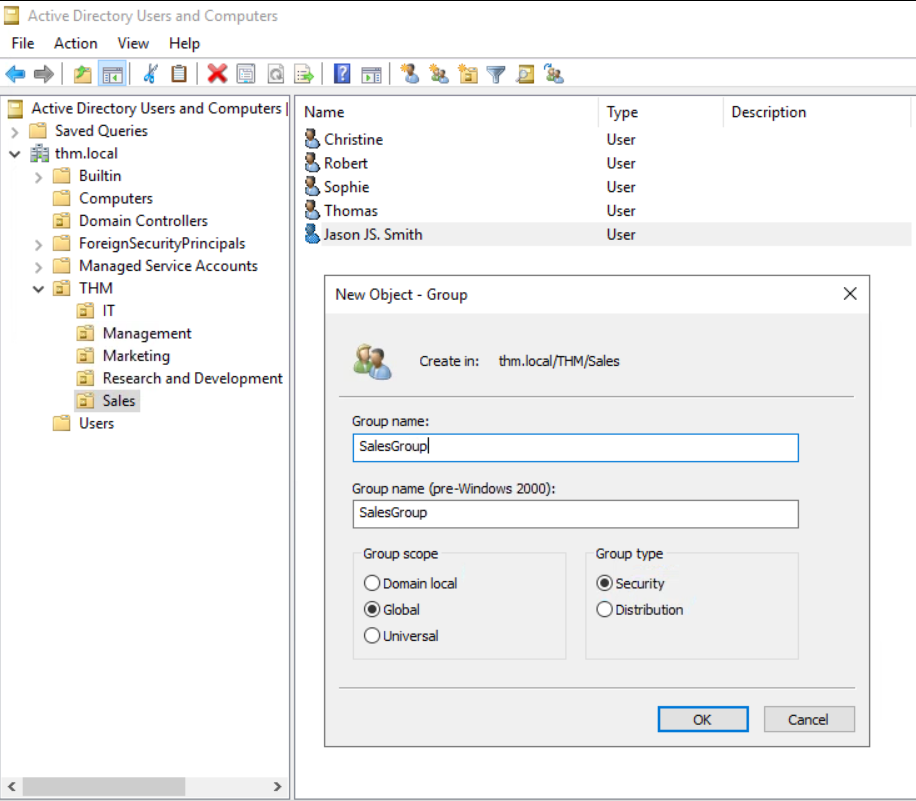 Active Directory Users and Computers
File Action View Help
Active Directory Users and Computers [
Saved Queries
thm.local
Builtin
Computers
Domain Controllers
ForeignSecurityPrincipals
Managed Service Accounts
THM
IT
Management
Marketing
Research and Development
Sales
Users
Name Type Description
Christine User
Robert User
Sophie User
Thomas User
Jason JS. Smith User
New Object - Group
Create in: thm.local/THM/Sales
Group name:
SalesGroup
Group name (pre-Windows 2000):
SalesGroup
Group scope
Domain local
Global
Universal
Group type
Security
Distribution
OK Cancel